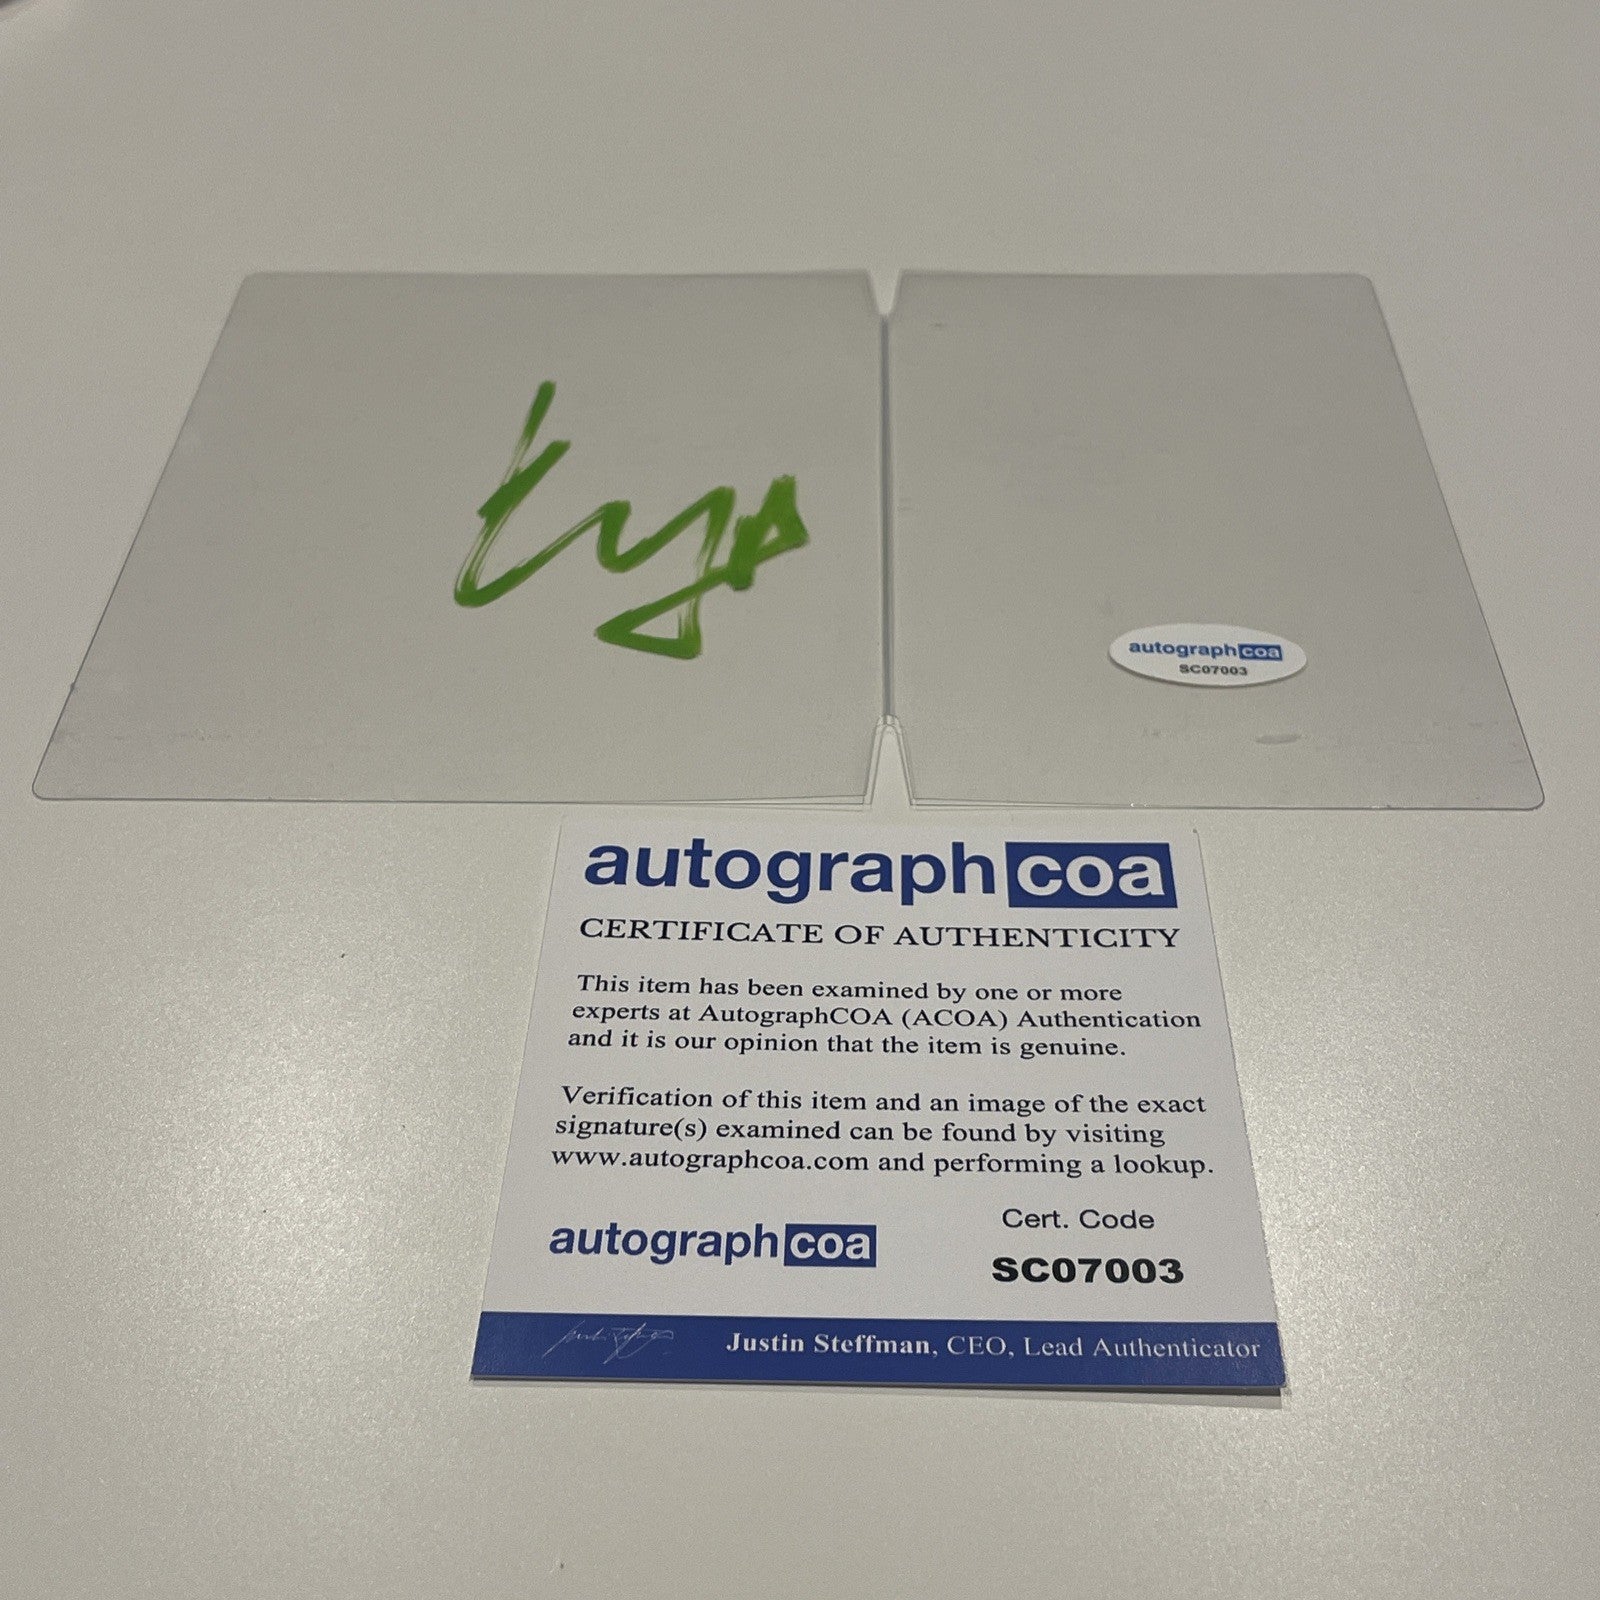 autographcoa
SC07003
autographcoa
CERTIFICATE OF AUTHENTICITY
This item has been examined by one or more
experts at AutographCOA (ACOA) Authentication
and it is our opinion that the item is genuine.
Verification of this item and an image of the exact
signature(s) examined can be found by visiting
www.autographcoa.com and performing a lookup.
Cert. Code
autographcoa
SC07003
Justin Steffman, CEO, Lead Authenticator